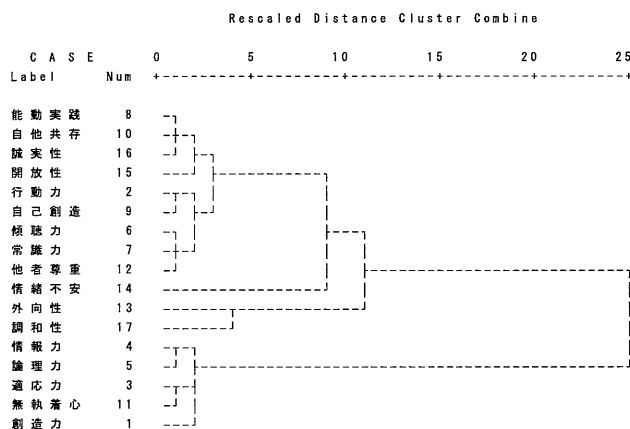 Rescaled Distance Cluster Combine
C A S E 0 5 10 15 20 25
Label Num
能動実践 8
自他共存 10
誠実性 16
開放性 15
行動力 2
自己創造 9
傾聴力 6
常識力 7
他者尊重 12
情緒不安 14
外向性 13
調和性 17
情報力 4
論理力 5
適応力 3
無執着心 11
創造力 1